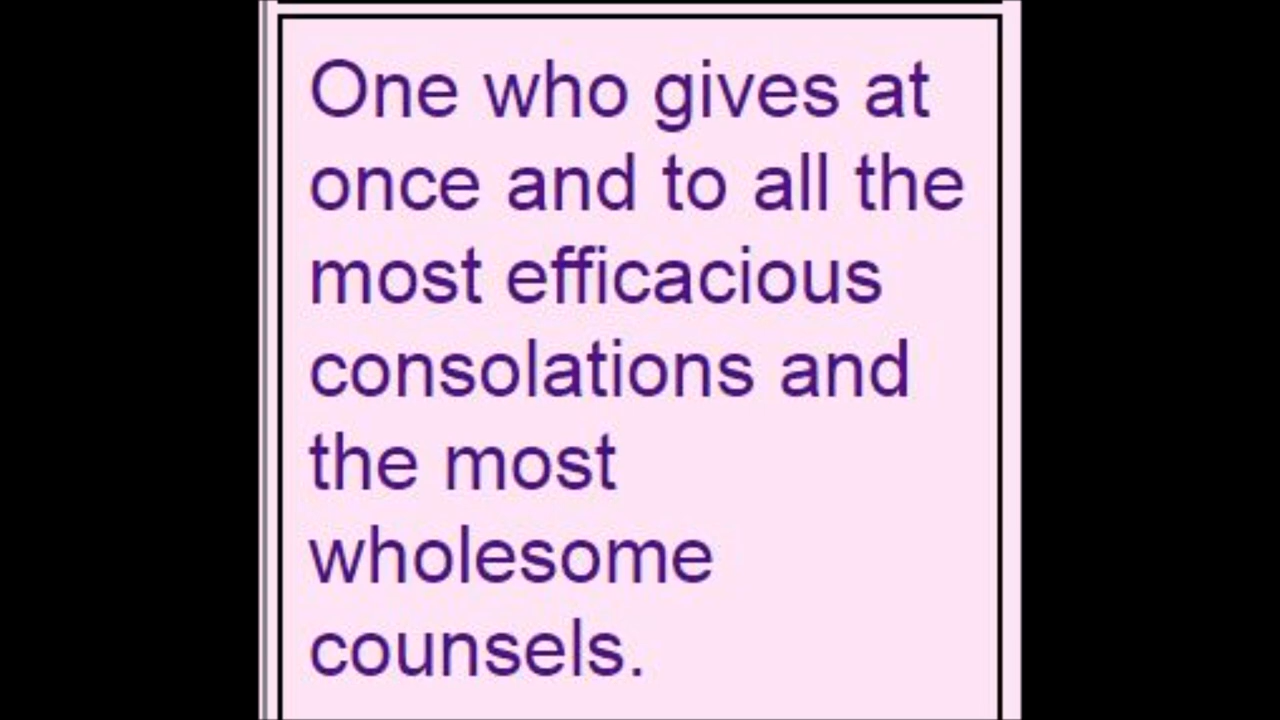 One who gives at
once and to all the
most efficacious
consolations and
the most
wholesome
counsels.